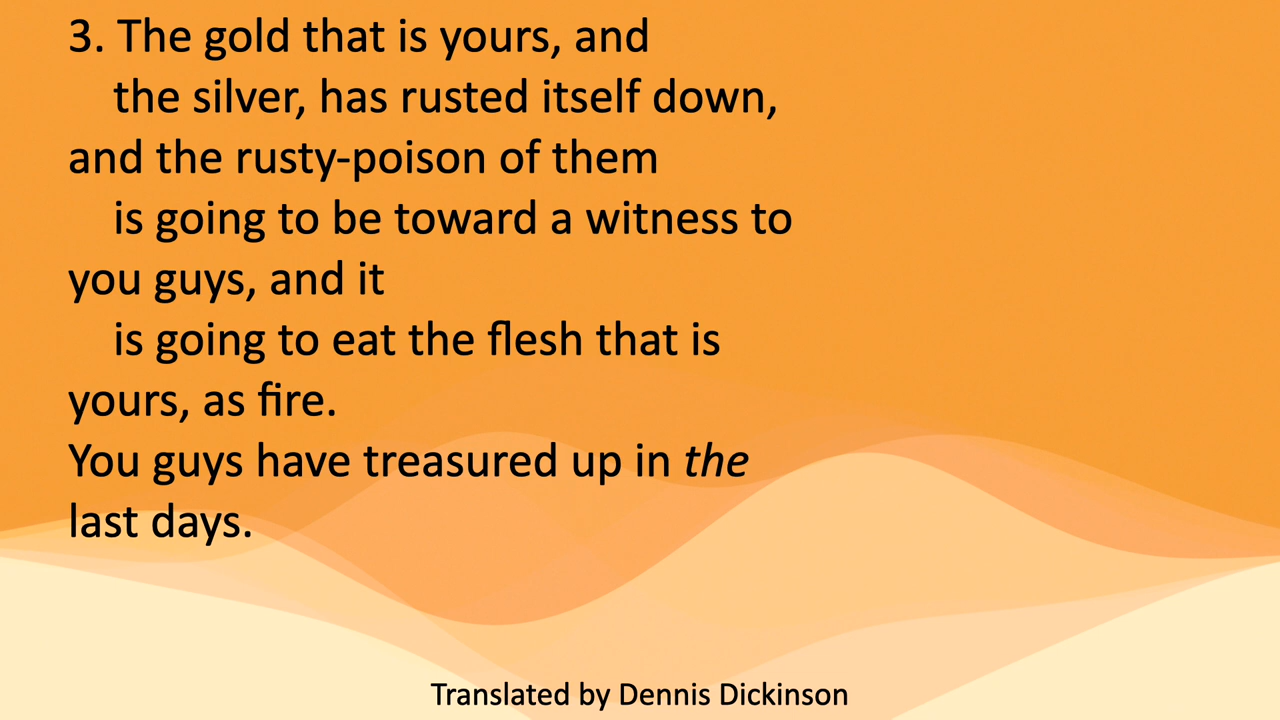 3. The gold that is yours, and
the silver, has rusted itself down,
and the rusty-poison of them
is going to be toward a witness to
you guys, and it
is going to eat the flesh that is
yours, as fire.
You guys have treasured up in the
last days.
Translated by Dennis Dickinson